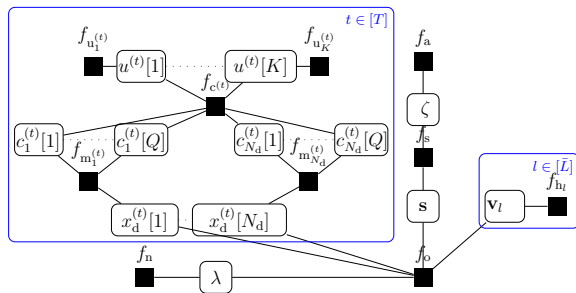 t ∈ [T]
f_{u_1^{(t)}} u^{(t)}[1] u^{(t)}[K] f_{u_K^{(t)}} f_a
f_{c^{(t)}}
ζ
c_1^{(t)}[1] f_{m_1^{(t)}} c_1^{(t)}[Q] c_{N_d}^{(t)}[1] f_{m_{N_d}^{(t)}} c_{N_d}^{(t)}[Q] f_s
l ∈ [L̄]
f_{h_l}
x_d^{(t)}[1] x_d^{(t)}[N_d] s v_l
f_n f_o
λ